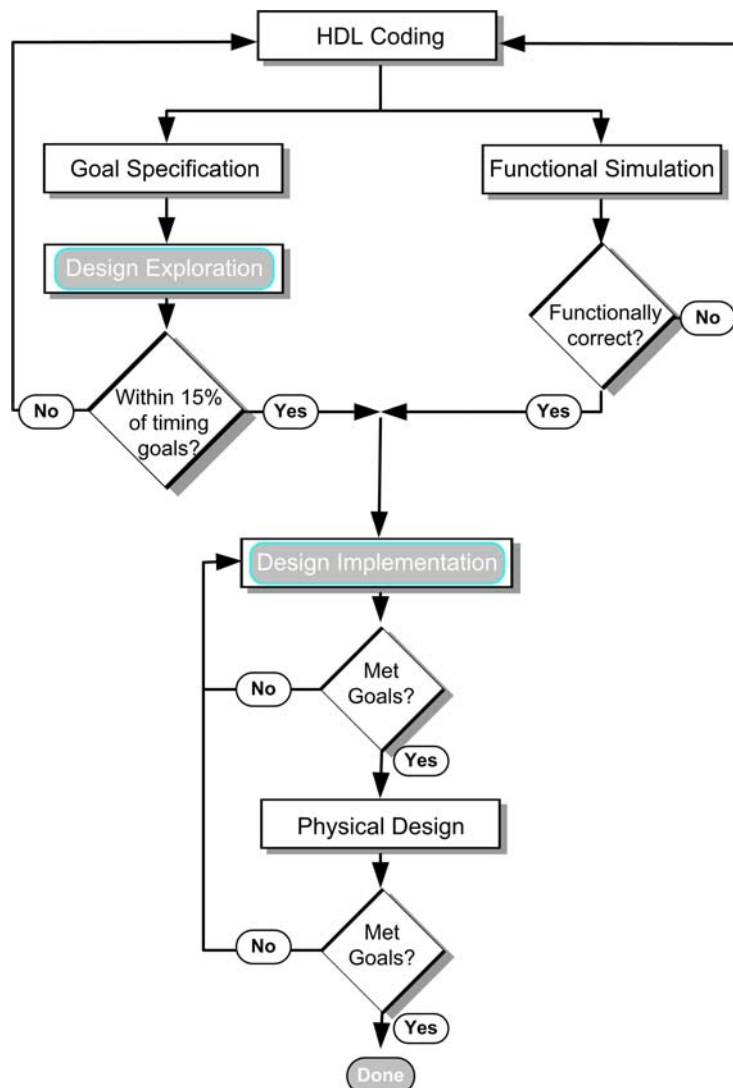 HDL Coding
Goal Specification
Functional Simulation
Design Exploration
Functionally
correct?
No
Within 15%
of timing
goals?
No
Yes
Yes
Design Implementation
Met
Goals?
No
Yes
Physical Design
Met
Goals?
No
Yes
Done